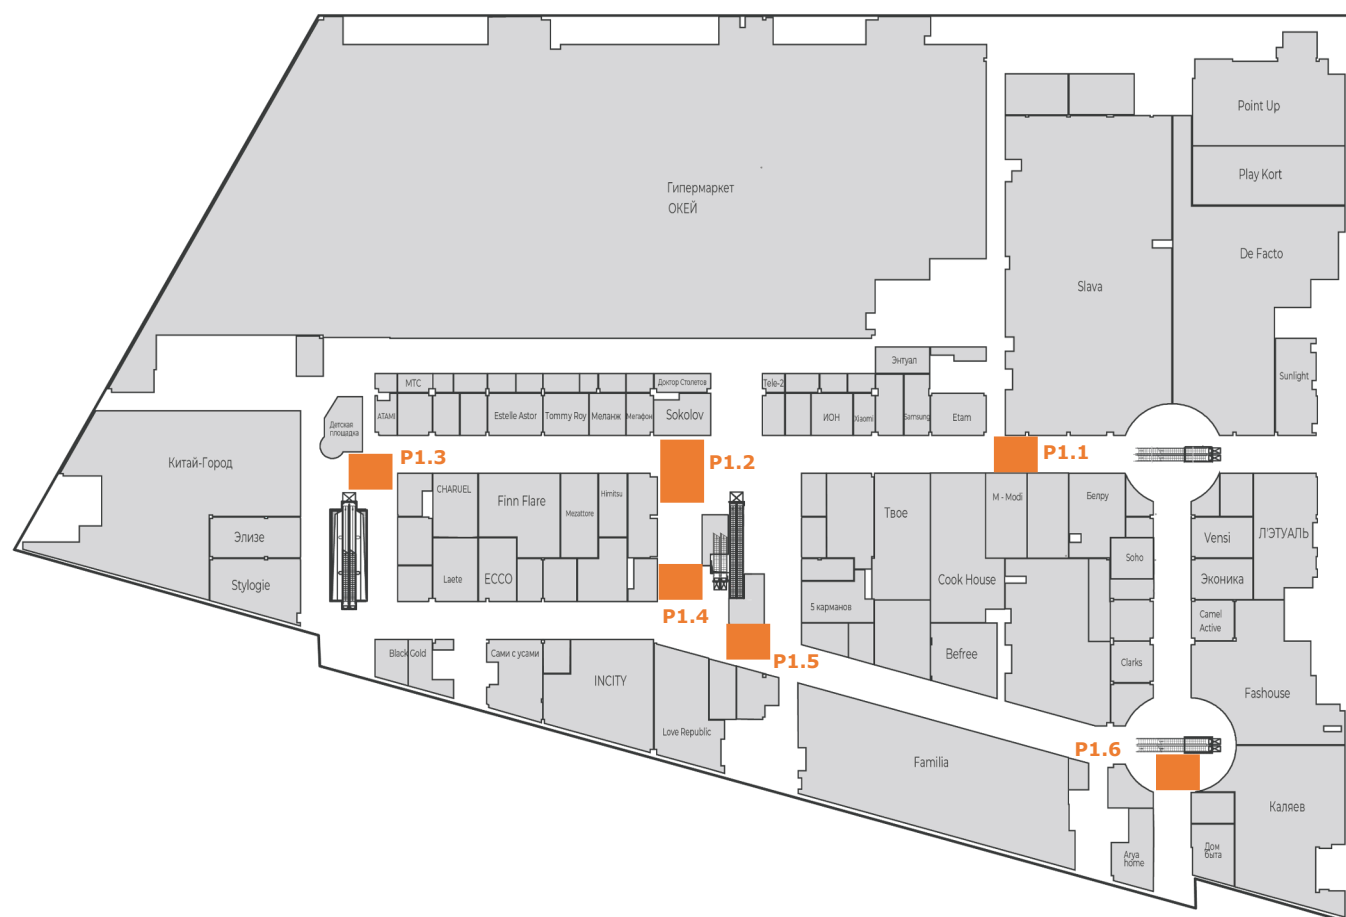 Point Up
Play Kort
Гипермаркет
ОКЕЙ
De Facto
Slava
Энтуал
Sunlight
МТС
Доктор Столетов
Tele-2
ATAMI
Estelle Astor
Tommy Roy
Меланж
Мегафон
Sokolov
ИОН
Xiaomi
Samsung
Etam
Детская
площадка
P1.3
P1.2
P1.1
Китай-Город
CHARUEL
Finn Flare
Mezattore
Himitsu
Твое
M - Modi
Белру
Элизе
Vensi
Л'ЭТУАЛЬ
Soho
Stylogie
Laete
ECCO
Cook House
Эконика
P1.4
5 карманов
Camel
Active
Black Gold
Сами с усами
INCITY
P1.5
Befree
Clarks
Fashouse
Love Republic
P1.6
Familia
Каляев
Arya
home
Дом
быта